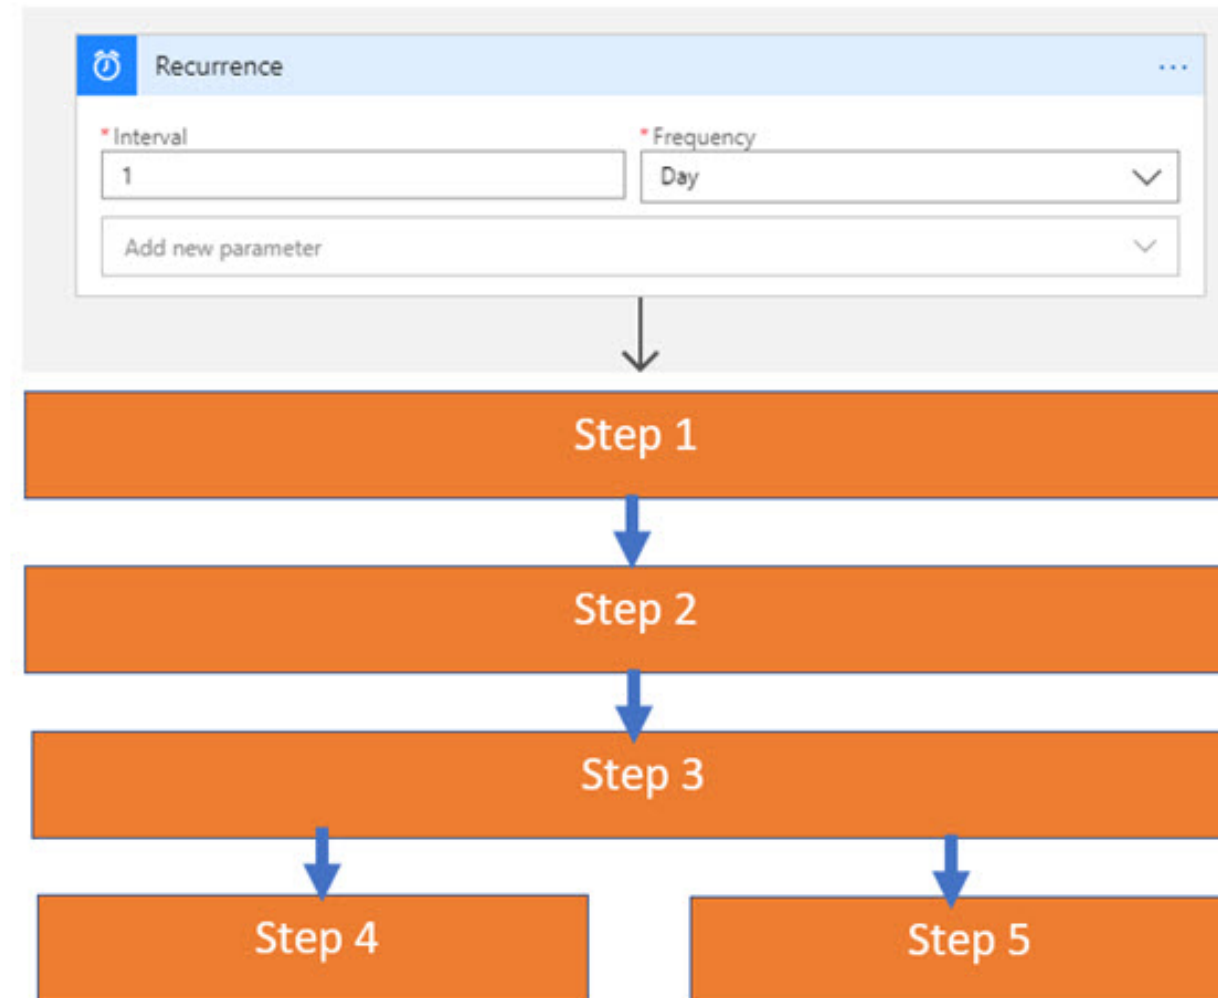 Recurrence
* Interval
* Frequency
1
Day
Add new parameter
Step 1
Step 2
Step 3
Step 4
Step 5